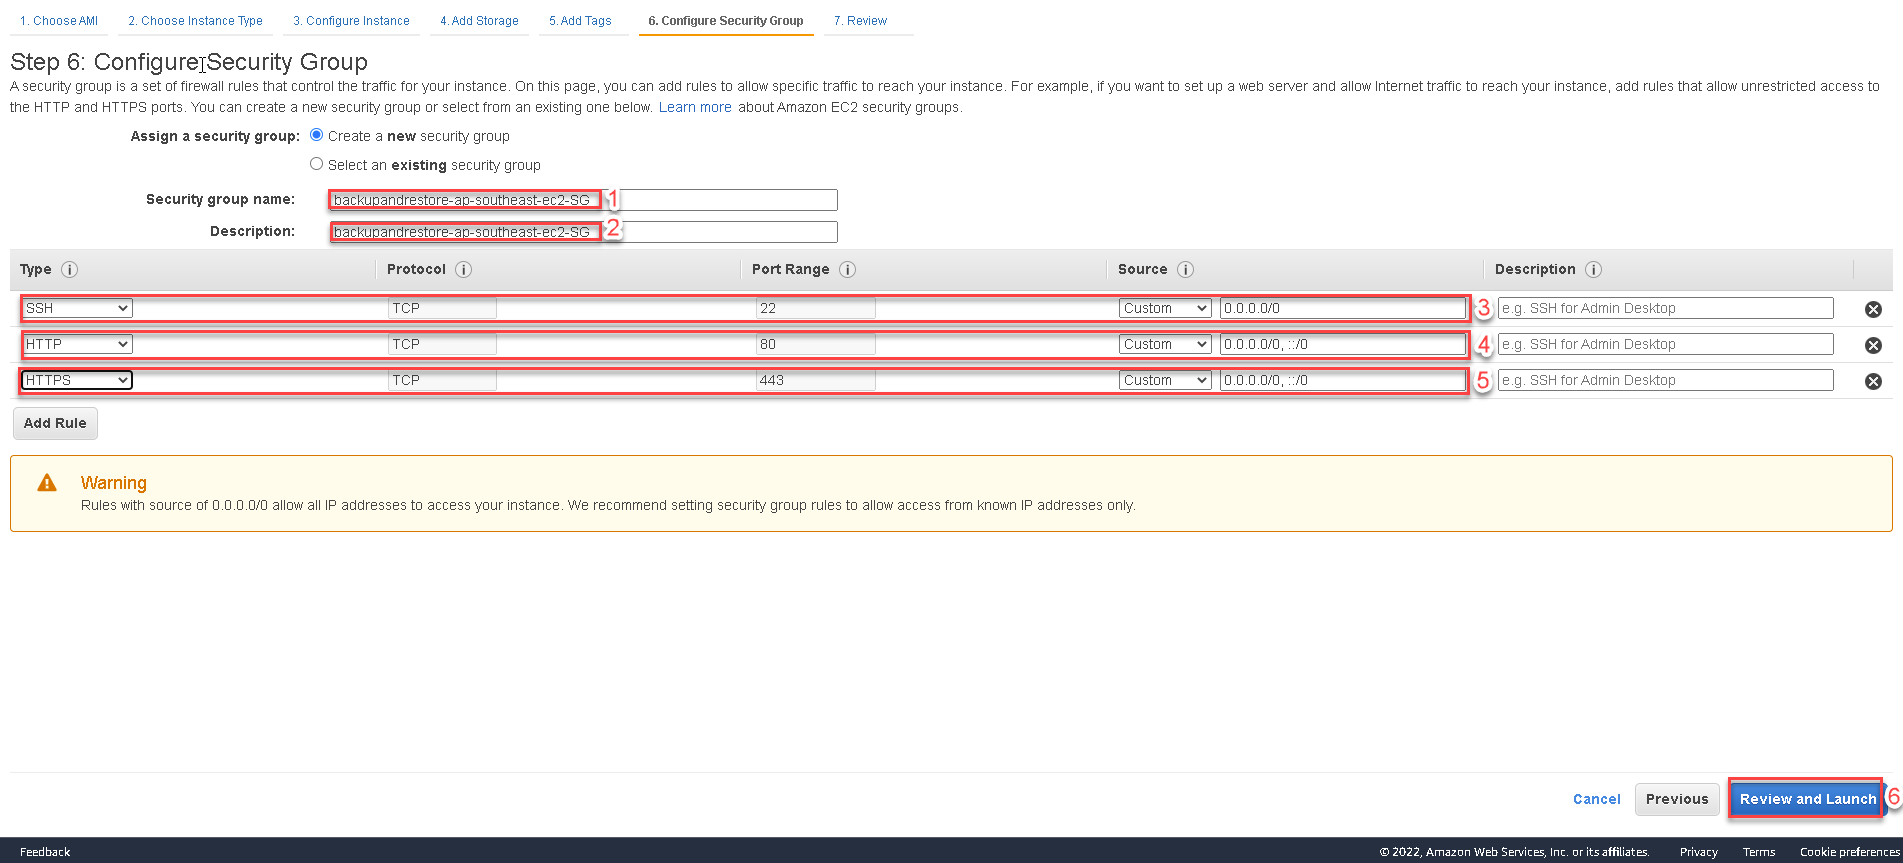 1. Choose AMI 2. Choose Instance Type 3. Configure Instance 4. Add Storage 5. Add Tags 6. Configure Security Group 7. Review
Step 6: Configure Security Group
A security group is a set of firewall rules that control the traffic for your instance. On this page, you can add rules to allow specific traffic to reach your instance. For example, if you want to set up a web server and allow Internet traffic to reach your instance, add rules that allow unrestricted access to
the HTTP and HTTPS ports. You can create a new security group or select from an existing one below. Learn more about Amazon EC2 security groups.
Assign a security group: Create a new security group
Select an existing security group
Security group name: backupandrestore-ap-southeast-ec2-SG 1
Description: backupandrestore-ap-southeast-ec2-SG 2
Type i Protocol i Port Range i Source i Description i
SSH TCP 22 Custom 0.0.0.0/0 3 e.g. SSH for Admin Desktop
HTTP TCP 80 Custom 0.0.0.0/0, ::/0 4 e.g. SSH for Admin Desktop
HTTPS TCP 443 Custom 0.0.0.0/0, ::/0 5 e.g. SSH for Admin Desktop
Add Rule
Warning
Rules with source of 0.0.0.0/0 allow all IP addresses to access your instance. We recommend setting security group rules to allow access from known IP addresses only.
Cancel Previous Review and Launch 6
Feedback © 2022, Amazon Web Services, Inc. or its affiliates. Privacy Terms Cookie preferences